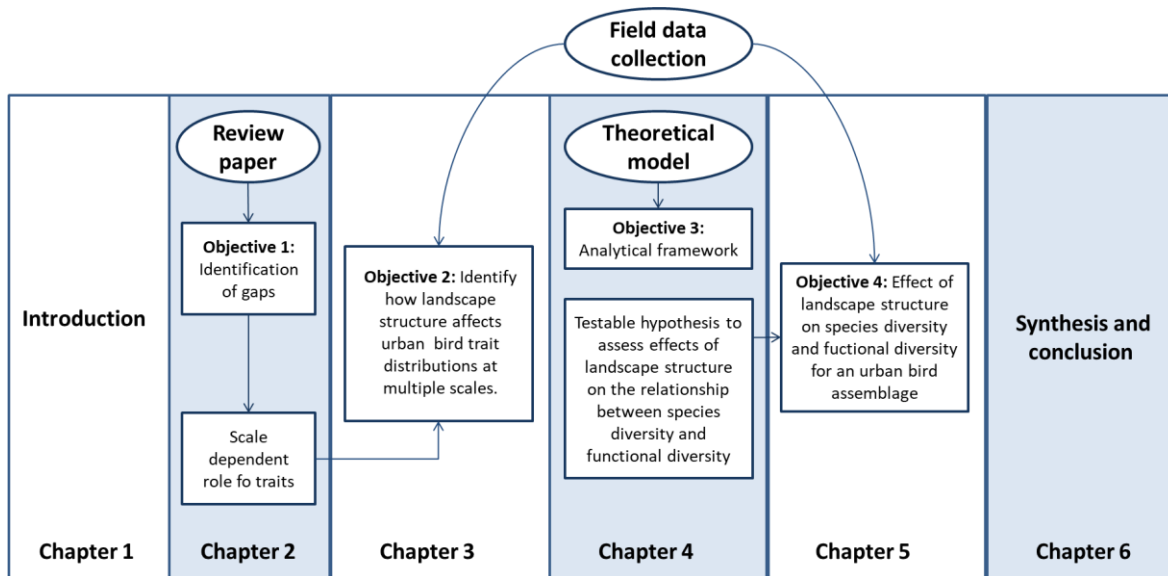 Field data
collection
Introduction
Chapter 1
Review
paper
Objective 1:
Identification
of gaps
Scale
dependent
role fo traits
Chapter 2
Objective 2: Identify
how landscape
structure affects
urban bird trait
distributions at
multiple scales.
Chapter 3
Theoretical
model
Objective 3:
Analytical framework
Testable hypothesis to
assess effects of
landscape structure
on the relationship
between species
diversity and
functional diversity
Chapter 4
Objective 4: Effect of
landscape structure
on species diversity
and fuctional diversity
for an urban bird
assemblage
Chapter 5
Synthesis and
conclusion
Chapter 6